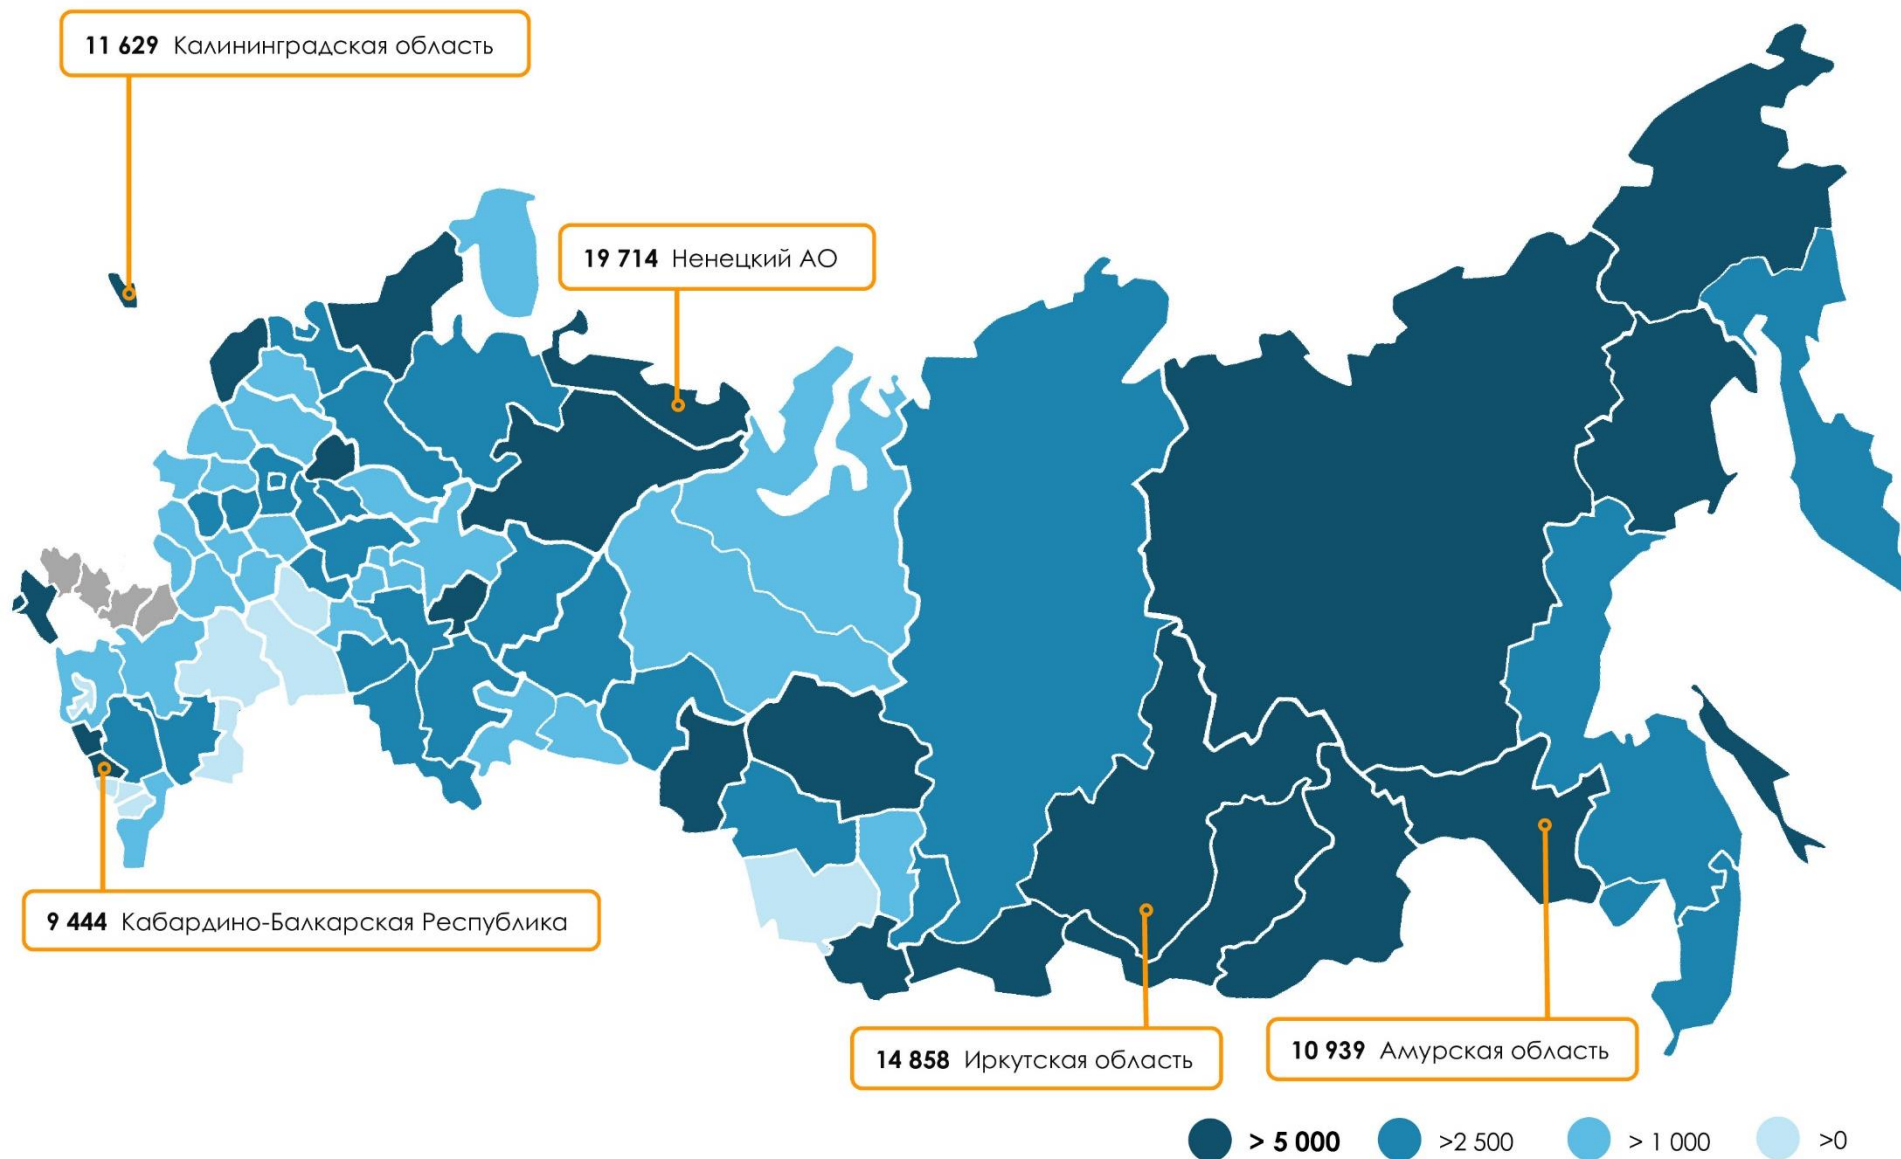 11 629 Калининградская область
19 714 Ненецкий АО
9 444 Кабардино-Балкарская Республика
14 858 Иркутская область
10 939 Амурская область
> 5 000 >2 500 > 1 000 >0